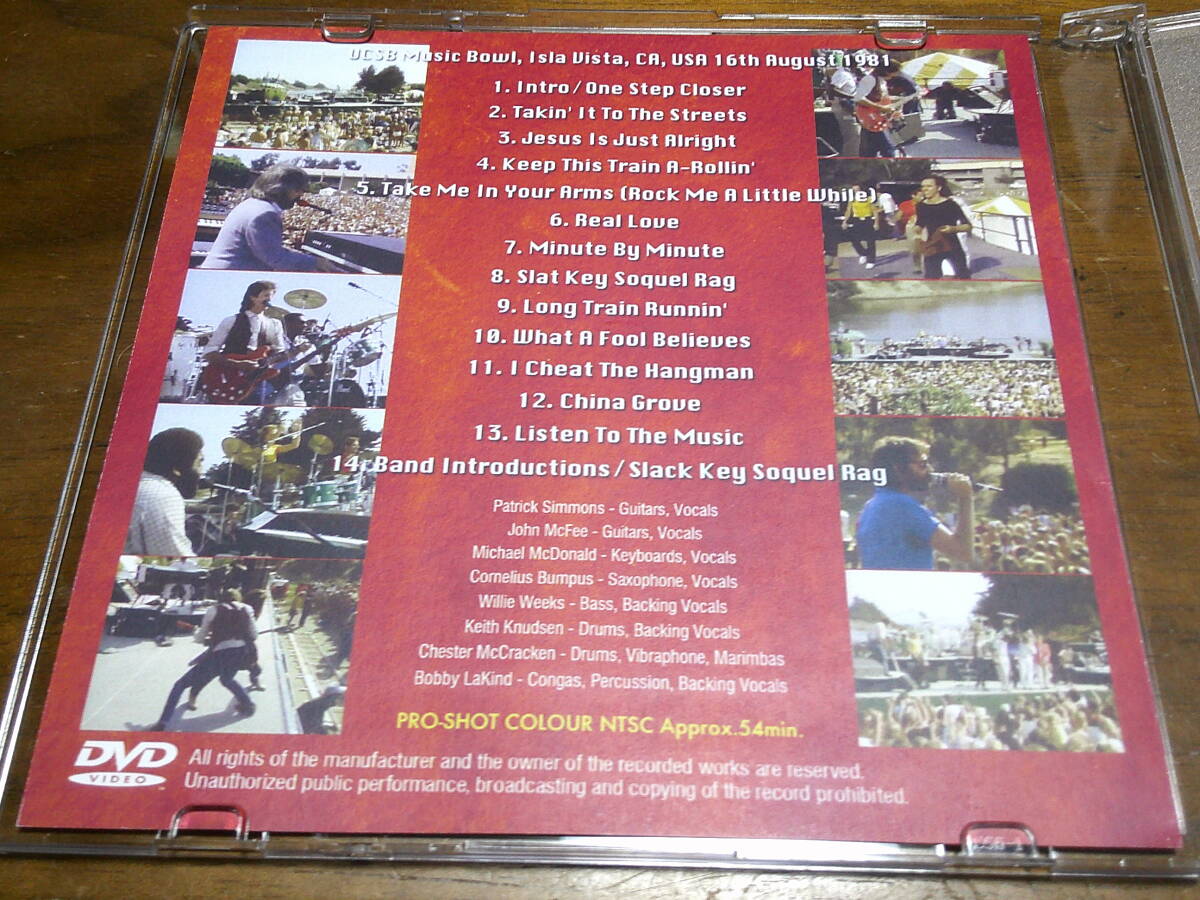 UCSB Music Bowl, Isla Vista, CA, USA 16th August 1981
1. Intro/One Step Closer
2. Takin' It To The Streets
3. Jesus Is Just Alright
4. Keep This Train A-Rollin'
5. Take Me In Your Arms (Rock Me A Little While)
6. Real Love
7. Minute By Minute
8. Slat Key Soquel Rag
9. Long Train Runnin'
10. What A Fool Believes
11. I Cheat The Hangman
12. China Grove
13. Listen To The Music
14. Band Introductions/Slack Key Soquel Rag
Patrick Simmons - Guitars, Vocals
John McFee - Guitars, Vocals
Michael McDonald - Keyboards, Vocals
Cornelius Bumpus - Saxophone, Vocals
Willie Weeks - Bass, Backing Vocals
Keith Knudsen - Drums, Backing Vocals
Chester McCracken - Drums, Vibraphone, Marimbas
Bobby LaKind - Congas, Percussion, Backing Vocals
PRO-SHOT COLOUR NTSC Approx.54min.
DVD
VIDEO
All rights of the manufacturer and the owner of the recorded works are reserved.
Unauthorized public performance, broadcasting and copying of the record prohibited.